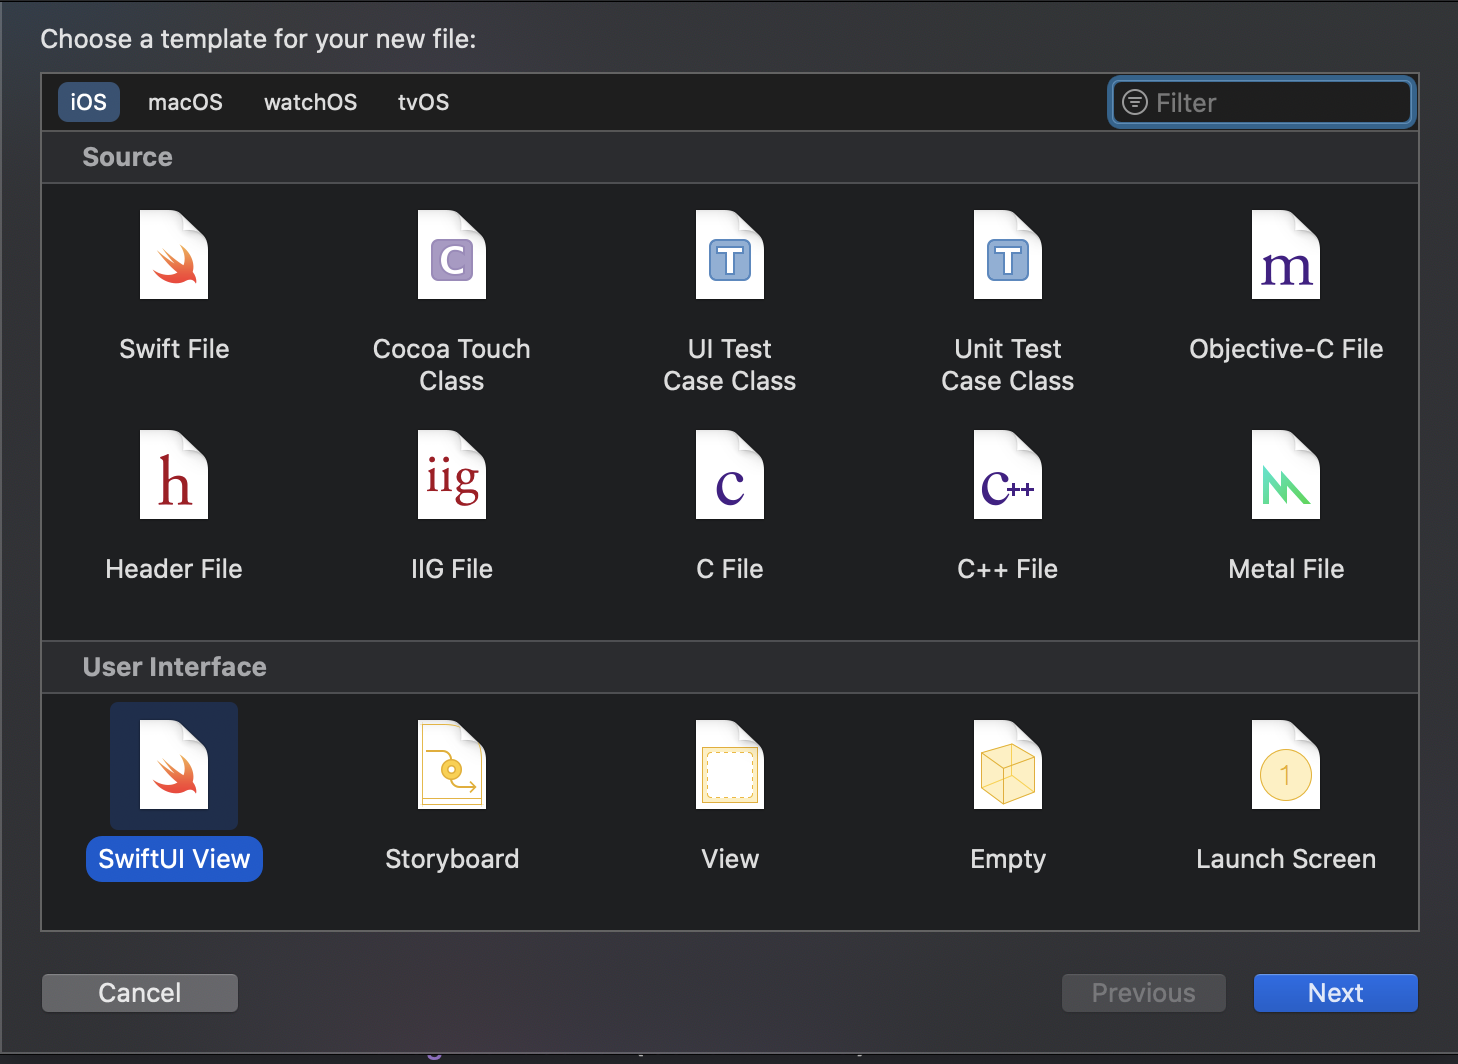 Choose a template for your new file:
iOS macOS watchOS tvOS Filter
Source
C T T m
Swift File Cocoa Touch UI Test Unit Test Objective-C File
Class Case Class Case Class
h iig c C++
Header File IIG File C File C++ File Metal File
User Interface
1
SwiftUI View Storyboard View Empty Launch Screen
Cancel Previous Next